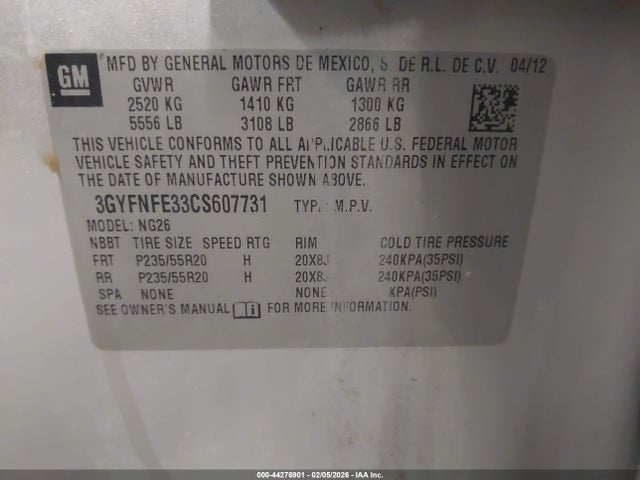 GM
MFD BY GENERAL MOTORS DE MEXICO, S. DE R.L. DE C.V. 04/12
GVWR GAWR FRT GAWR RR
2520 KG 1410 KG 1300 KG
5556 LB 3108 LB 2866 LB
THIS VEHICLE CONFORMS TO ALL APPLICABLE U.S. FEDERAL MOTOR
VEHICLE SAFETY AND THEFT PREVENTION STANDARDS IN EFFECT ON
THE DATE OF MANUFACTURE SHOWN ABOVE.
3GYFNFE33CS607731 TYPE: M.P.V.
MODEL: NG26
NBBT TIRE SIZE SPEED RTG RIM COLD TIRE PRESSURE
FRT P235/55R20 H 20X8J 240KPA(35PSI)
RR P235/55R20 H 20X8J 240KPA(35PSI)
SPA NONE NONE KPA(PSI)
SEE OWNER'S MANUAL FOR MORE INFORMATION.
000-44276901 - 02/05/2026 - IAA Inc.